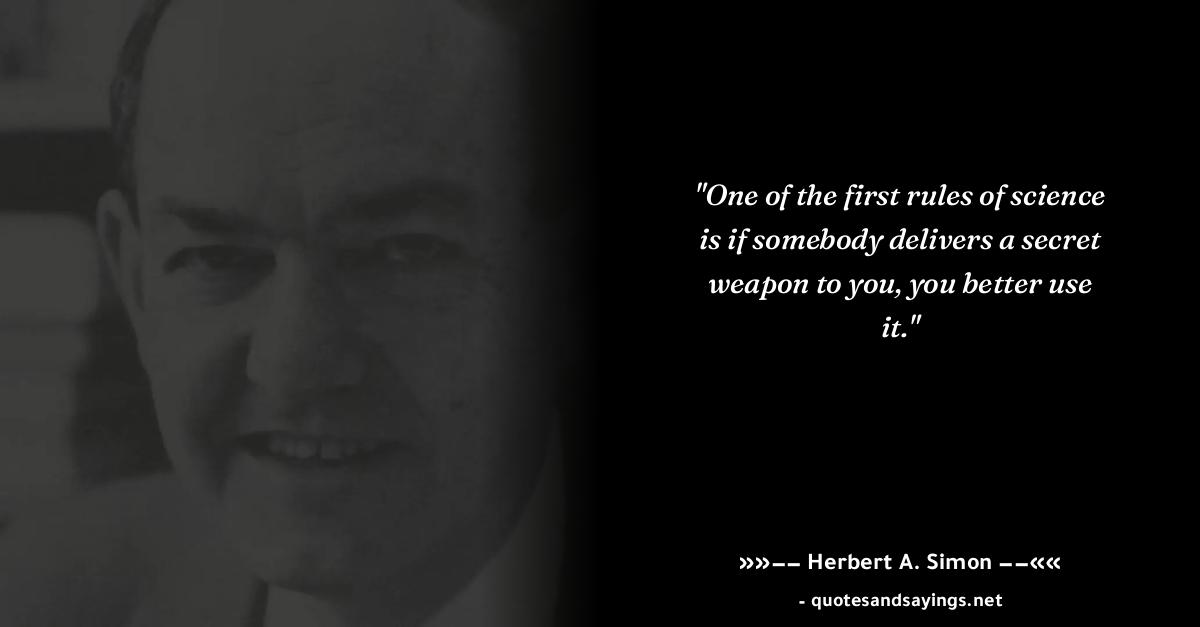 "One of the first rules of science
is if somebody delivers a secret
weapon to you, you better use
it."
»»–– Herbert A. Simon ––««
- quotesandsayings.net